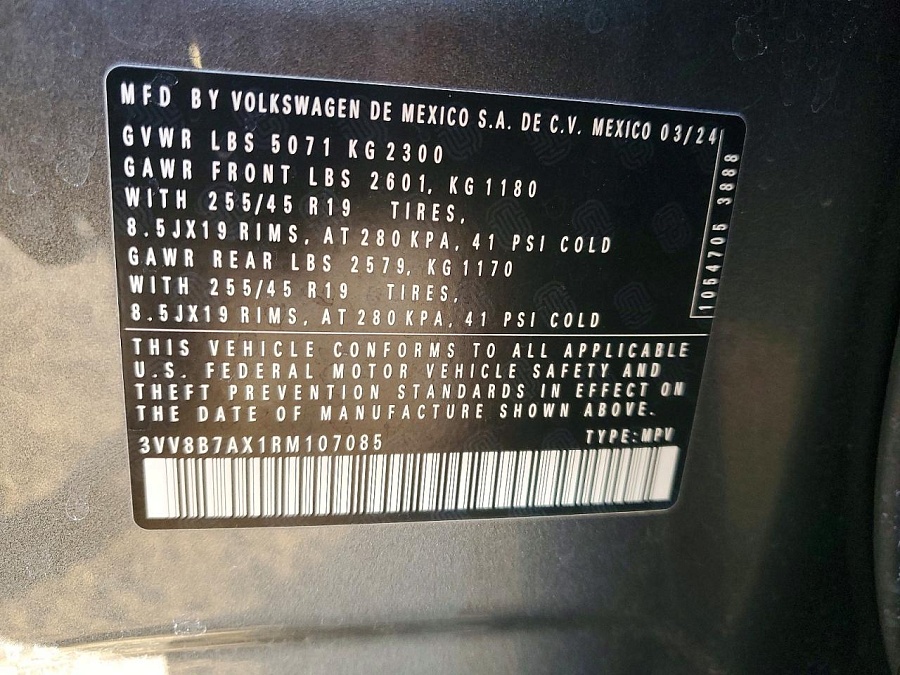 MFD BY VOLKSWAGEN DE MEXICO S.A. DE C.V. MEXICO 03/24
GVWR LBS 5071 KG 2300
GAWR FRONT LBS 2601, KG 1180
WITH 255/45 R19 TIRES,
8.5JX19 RIMS, AT 280 KPA, 41 PSI COLD
GAWR REAR LBS 2579, KG 1170
WITH 255/45 R19 TIRES,
8.5JX19 RIMS, AT 280 KPA, 41 PSI COLD
1054705 3888
THIS VEHICLE CONFORMS TO ALL APPLICABLE
U.S. FEDERAL MOTOR VEHICLE SAFETY AND
THEFT PREVENTION STANDARDS IN EFFECT ON
THE DATE OF MANUFACTURE SHOWN ABOVE.
3VV8B7AX1RM107085 TYPE:MPV